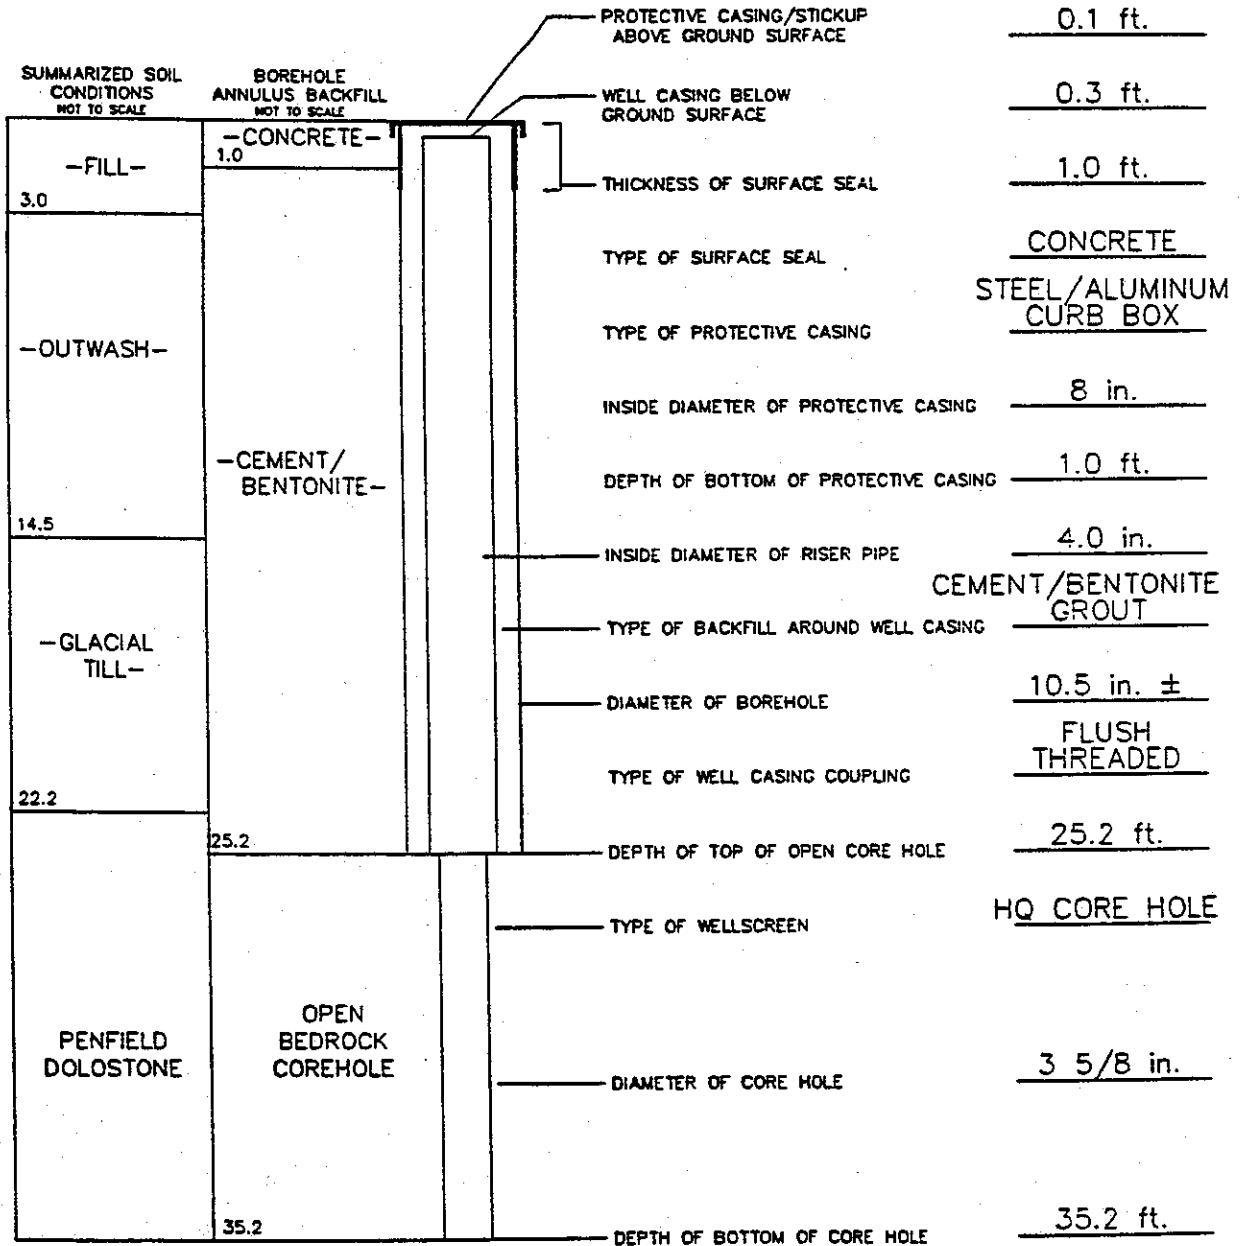 PROTECTIVE CASING/STICKUP
ABOVE GROUND SURFACE
0.1 ft.
SUMMARIZED SOIL
CONDITIONS
NOT TO SCALE
BOREHOLE
ANNULUS BACKFILL
NOT TO SCALE
WELL CASING BELOW
GROUND SURFACE
0.3 ft.
-CONCRETE-
1.0
-FILL-
3.0
THICKNESS OF SURFACE SEAL
1.0 ft.
TYPE OF SURFACE SEAL
CONCRETE
TYPE OF PROTECTIVE CASING
STEEL/ALUMINUM
CURB BOX
-OUTWASH-
INSIDE DIAMETER OF PROTECTIVE CASING
8 in.
-CEMENT/
BENTONITE-
DEPTH OF BOTTOM OF PROTECTIVE CASING
1.0 ft.
14.5
INSIDE DIAMETER OF RISER PIPE
4.0 in.
TYPE OF BACKFILL AROUND WELL CASING
CEMENT/BENTONITE
GROUT
-GLACIAL
TILL-
DIAMETER OF BOREHOLE
10.5 in. ±
TYPE OF WELL CASING COUPLING
FLUSH
THREADED
22.2
25.2
DEPTH OF TOP OF OPEN CORE HOLE
25.2 ft.
TYPE OF WELLSCREEN
HQ CORE HOLE
PENFIELD
DOLOSTONE
OPEN
BEDROCK
COREHOLE
DIAMETER OF CORE HOLE
3 5/8 in.
35.2
DEPTH OF BOTTOM OF CORE HOLE
35.2 ft.